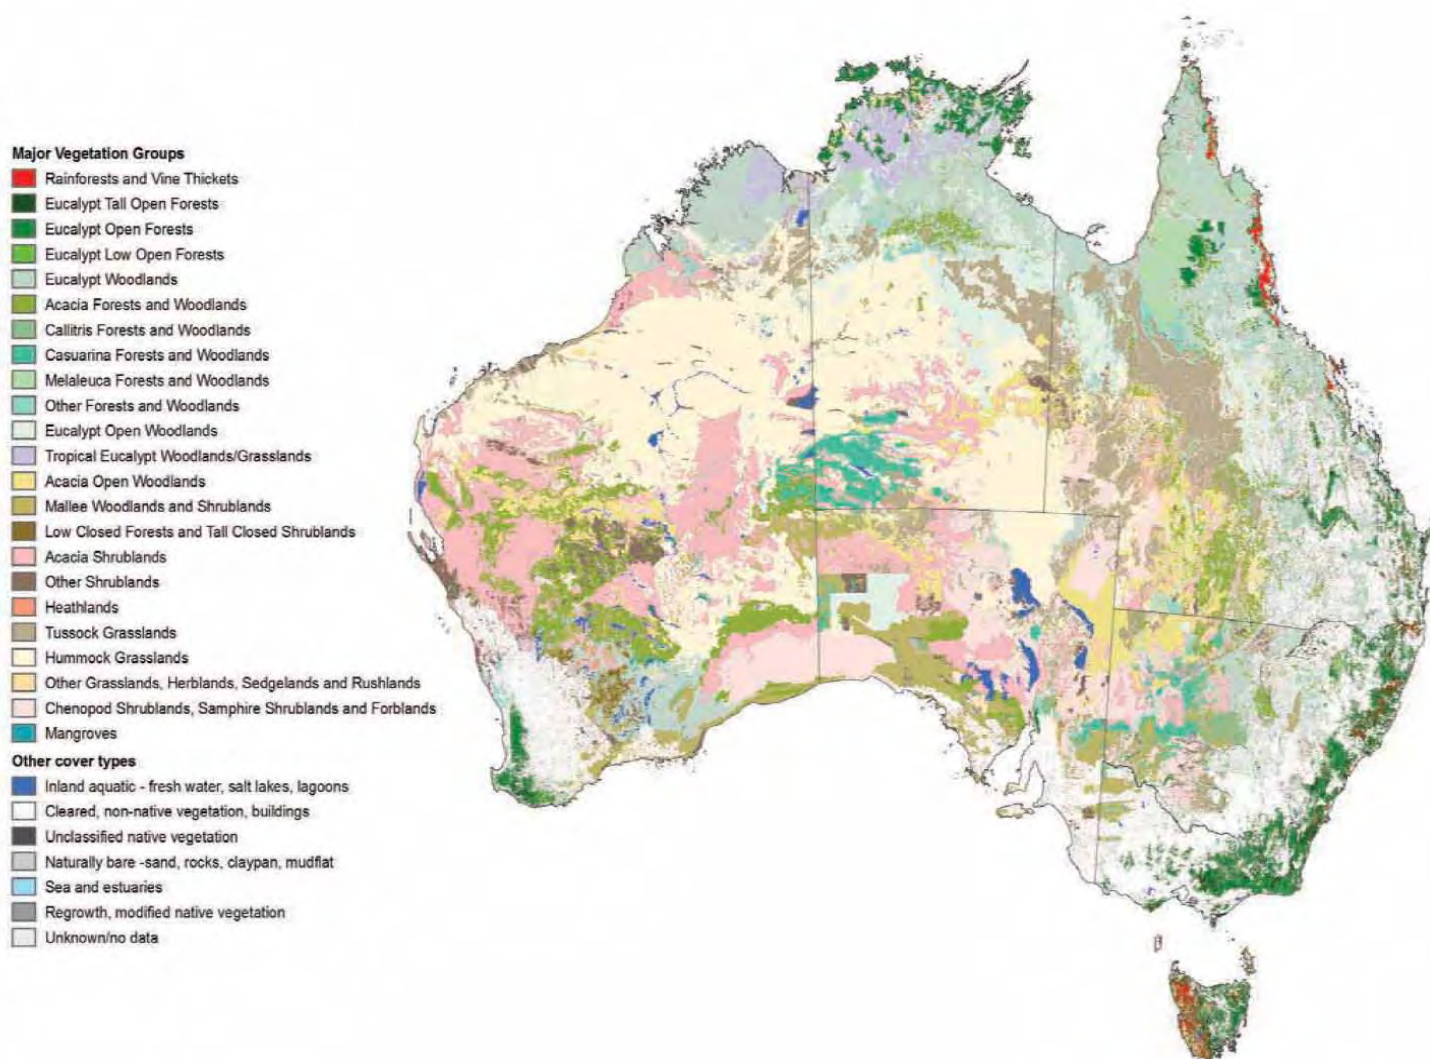 Major Vegetation Groups
Rainforests and Vine Thickets
Eucalypt Tall Open Forests
Eucalypt Open Forests
Eucalypt Low Open Forests
Eucalypt Woodlands
Acacia Forests and Woodlands
Callitris Forests and Woodlands
Casuarina Forests and Woodlands
Melaleuca Forests and Woodlands
Other Forests and Woodlands
Eucalypt Open Woodlands
Tropical Eucalypt Woodlands/Grasslands
Acacia Open Woodlands
Mallee Woodlands and Shrublands
Low Closed Forests and Tall Closed Shrublands
Acacia Shrublands
Other Shrublands
Heathlands
Tussock Grasslands
Hummock Grasslands
Other Grasslands, Herblands, Sedgelands and Rushlands
Chenopod Shrublands, Samphire Shrublands and Forblands
Mangroves
Other cover types
Inland aquatic - fresh water, salt lakes, lagoons
Cleared, non-native vegetation, buildings
Unclassified native vegetation
Naturally bare -sand, rocks, claypan, mudflat
Sea and estuaries
Regrowth, modified native vegetation
Unknown/no data